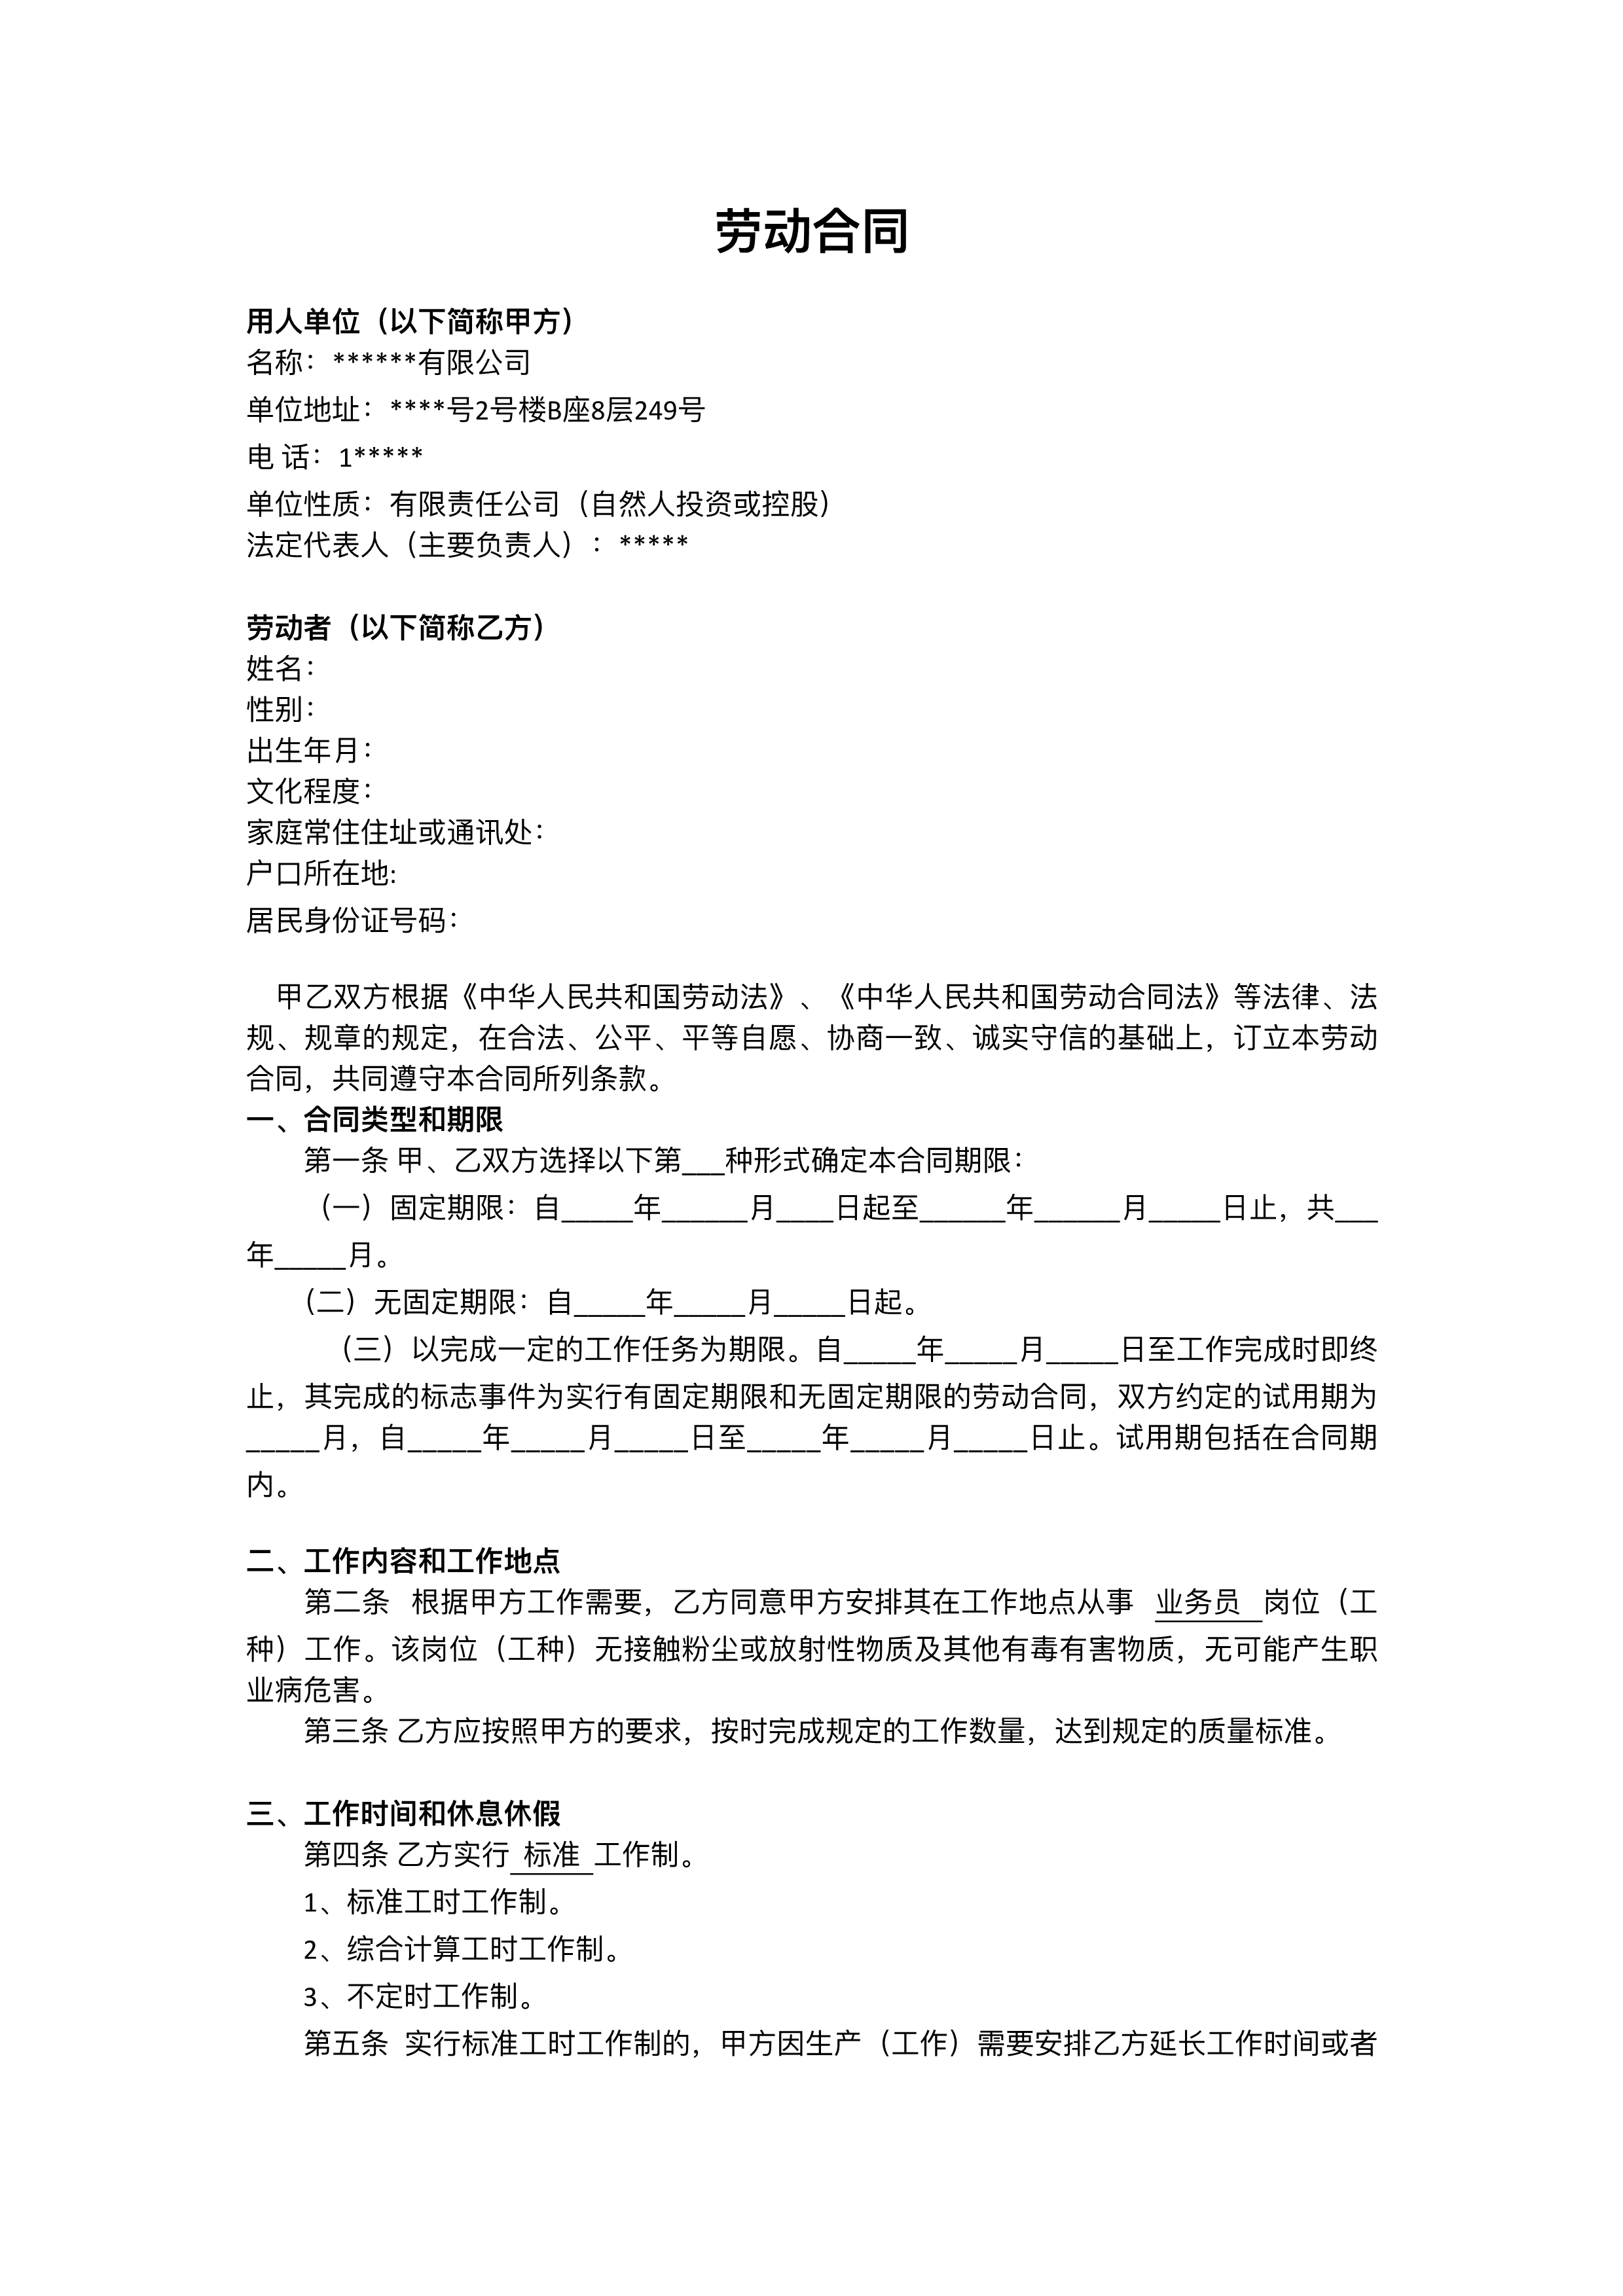 劳动合同
用人单位（以下简称甲方）
名称：******有限公司
单位地址：****号2号楼B座8层249号
电 话：1*****
单位性质：有限责任公司（自然人投资或控股）
法定代表人（主要负责人）：*****
劳动者（以下简称乙方）
姓名：
性别：
出生年月：
文化程度：
家庭常住住址或通讯处：
户口所在地:
居民身份证号码：
甲乙双方根据《中华人民共和国劳动法》、《中华人民共和国劳动合同法》等法律、法
规、规章的规定，在合法、公平、平等自愿、协商一致、诚实守信的基础上，订立本劳动
合同，共同遵守本合同所列条款。
一、合同类型和期限
第一条 甲、乙双方选择以下第___种形式确定本合同期限：
（一）固定期限：自_____年______月____日起至______年______月_____日止，共___
年_____月。
（二）无固定期限：自_____年_____月_____日起。
（三）以完成一定的工作任务为期限。自_____年_____月_____日至工作完成时即终
止，其完成的标志事件为实行有固定期限和无固定期限的劳动合同，双方约定的试用期为
_____月，自_____年_____月_____日至_____年_____月_____日止。试用期包括在合同期
内。
二、工作内容和工作地点
第二条 根据甲方工作需要，乙方同意甲方安排其在工作地点从事 业务员 岗位（工
种）工作。该岗位（工种）无接触粉尘或放射性物质及其他有毒有害物质，无可能产生职
业病危害。
第三条 乙方应按照甲方的要求，按时完成规定的工作数量，达到规定的质量标准。
三、工作时间和休息休假
第四条 乙方实行 标准 工作制。
1、标准工时工作制。
2、综合计算工时工作制。
3、不定时工作制。
第五条 实行标准工时工作制的，甲方因生产（工作）需要安排乙方延长工作时间或者